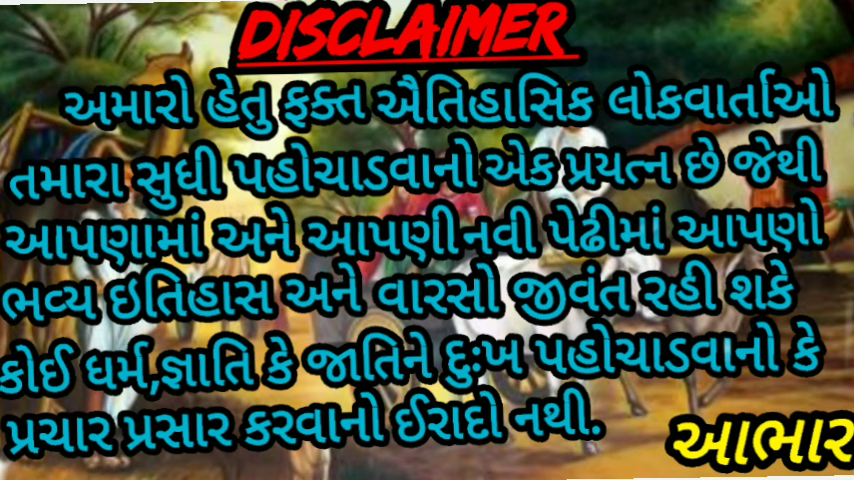 DISCLAIMER
અમારો હેતુ ફક્ત ઐતિહાસિક લોકવાર્તાઓ
તમારા સુધી પહોચાડવાનો એક પ્રયત્ન છે જેથી
આપણામાં અને આપણી નવી પેઢીમાં આપણો
ભવ્ય ઇતિહાસ અને વારસો જીવંત રહી શકે
કોઈ ધર્મ,જ્ઞાતિ કે જાતિને દુઃખ પહોચાડવાનો કે
પ્રચાર પ્રસાર કરવાનો ઈરાદો નથી.
આભાર